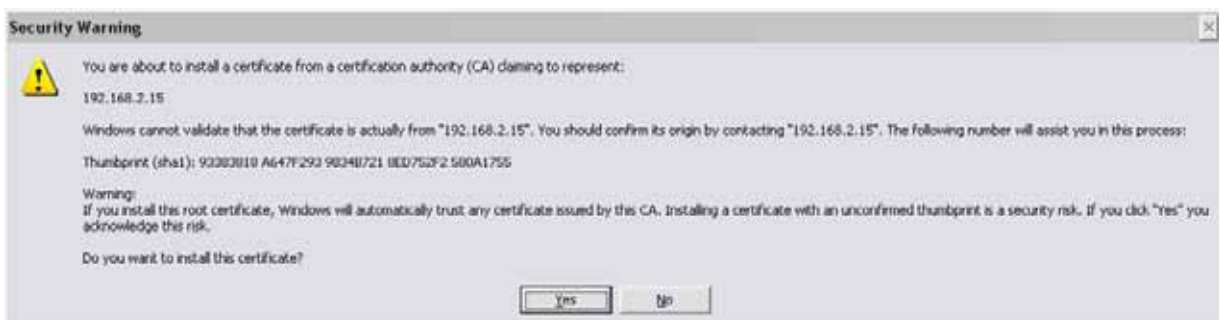 Security Warning
You are about to install a certificate from a certification authority (CA) claiming to represent:
192.168.2.15
Windows cannot validate that the certificate is actually from "192.168.2.15". You should confirm its origin by contacting "192.168.2.15". The following number will assist you in this process:
Thumbprint (sha1):
Warning:
If you install this root certificate, Windows will automatically trust any certificate issued by this CA. Installing a certificate with an unconfirmed thumbprint is a security risk. If you click "Yes" you
acknowledge this risk.
Do you want to install this certificate?
Yes No